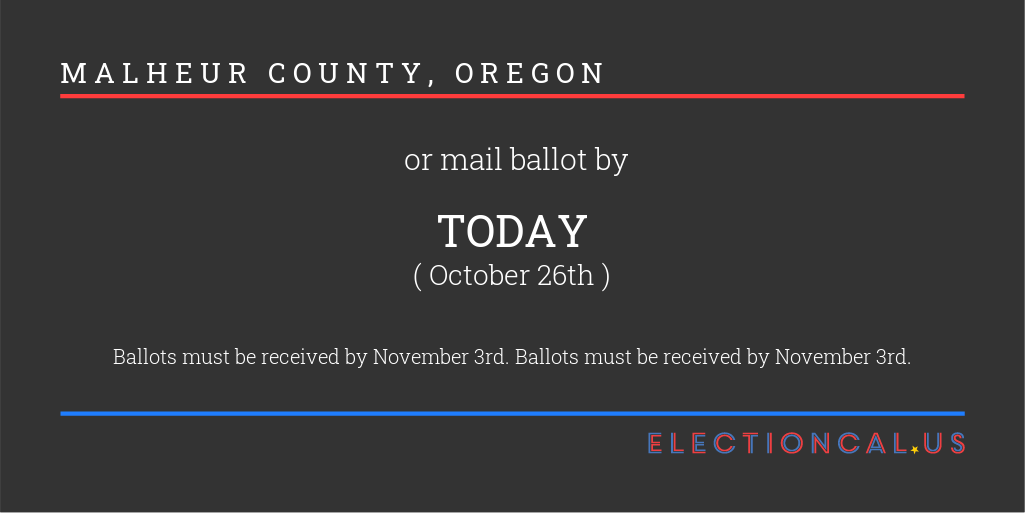 MALHEUR COUNTY, OREGON
or mail ballot by
TODAY
( October 26th )
Ballots must be received by November 3rd. Ballots must be received by November 3rd.
ELECTIONCAL.US